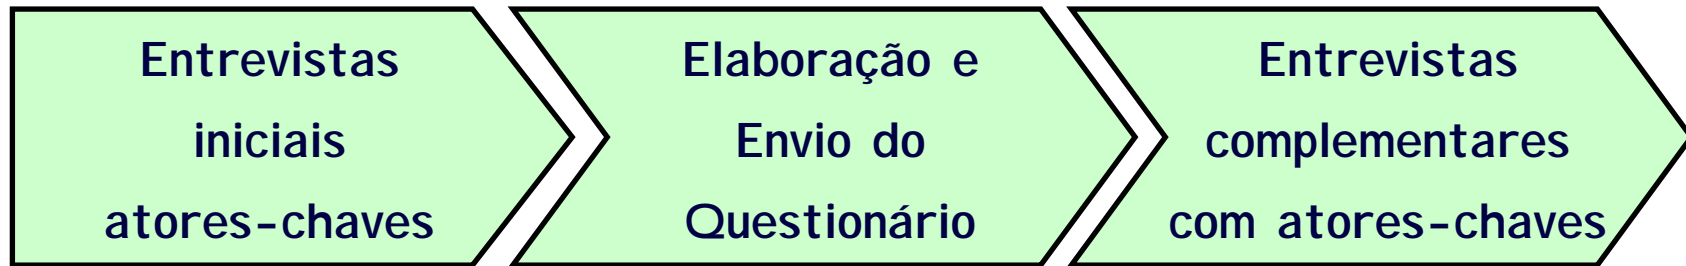 Entrevistas
iniciais
atores-chaves
Elaboração e
Envio do
Questionário
Entrevistas
complementares
com atores-chaves